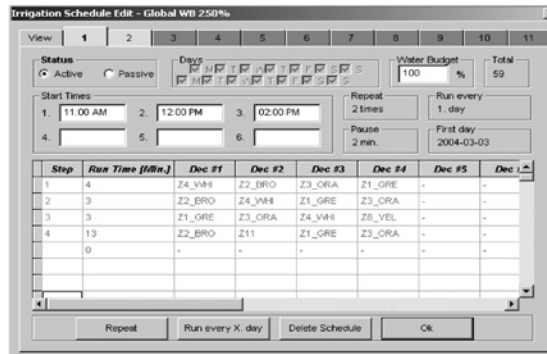 Irrigation Schedule Edit - Global WB 250%
View 1 2 3 4 5 6 7 8 9 10 11
Status Days Water Budget Total
Active Passive M T W T F S S 100 % 59
M T W T F S S
Start Times Repeat Run every
1. 11:00 AM 2. 12:00 PM 3. 02:00 PM 2 times 1. day
4. 5. 6. Pause First day
2 min. 2004-03-03
Step Run Time [Min.] Dec #1 Dec #2 Dec #3 Dec #4 Dec #5 Dec
1 4 Z4_WHI Z2_BRO Z3_ORA Z1_GRE - -
2 3 Z2_BRO Z4_WHI Z1_GRE Z3_ORA - -
3 3 Z1_GRE Z3_ORA Z4_WHI Z8_YEL - -
4 13 Z2_BRO Z11 Z1_GRE Z3_ORA - -
0 - - - - - -
Repeat Run every X. day Delete Schedule Ok